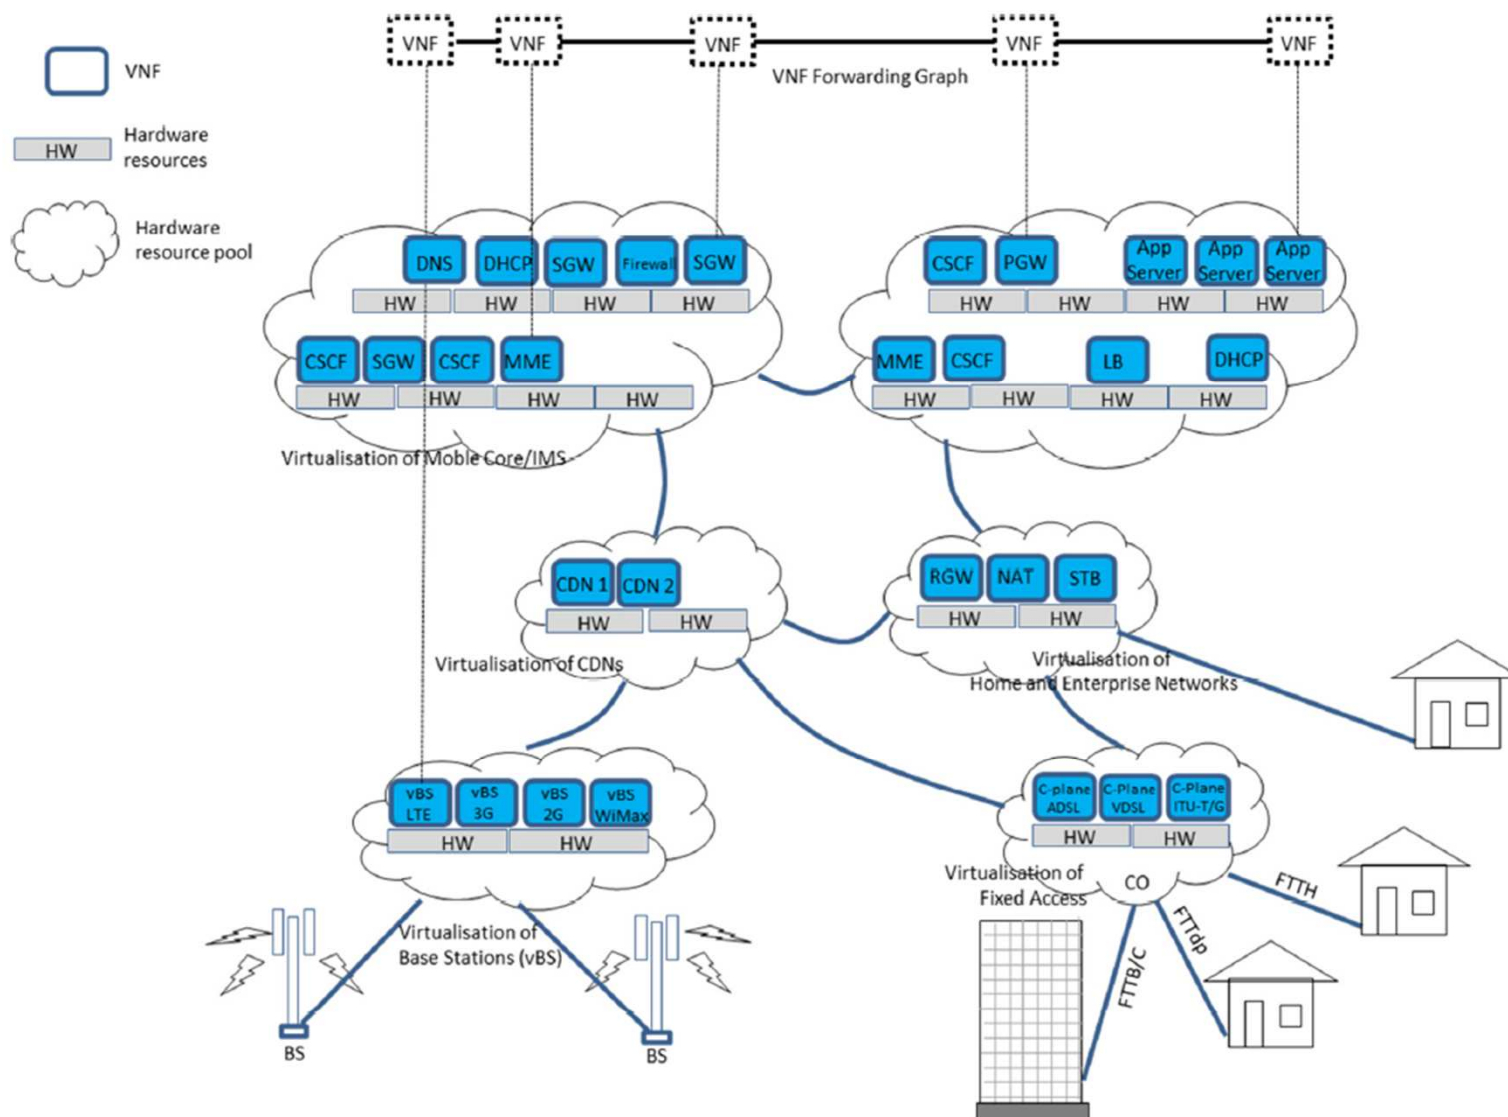 VNF VNF VNF VNF VNF
VNF Forwarding Graph
VNF
HW
Hardware
resources
Hardware
resource pool
DNS DHCP SGW Firewall SGW
HW HW HW HW
CSCF SGW CSCF MME
HW HW HW HW
Virtualisation of Moble Core/IMS
CSCF PGW
App
Server
App
Server
App
Server
HW HW HW HW
MME CSCF LB DHCP
HW HW HW HW
CDN 1 CDN 2
HW HW
Virtualisation of CDNs
RGW NAT STB
HW HW
Virtualisation of
Home and Enterprise Networks
vBS
LTE
vBS
3G
vBS
2G
vBS
WiMax
HW HW
Virtualisation of
Base Stations (vBS)
BS
BS
C-plane
ADSL
C-Plane
VDSL
C-Plane
ITU-T/G
HW HW
CO
Virtualisation of
Fixed Access
FTTH
FTTdp
FTTB/C